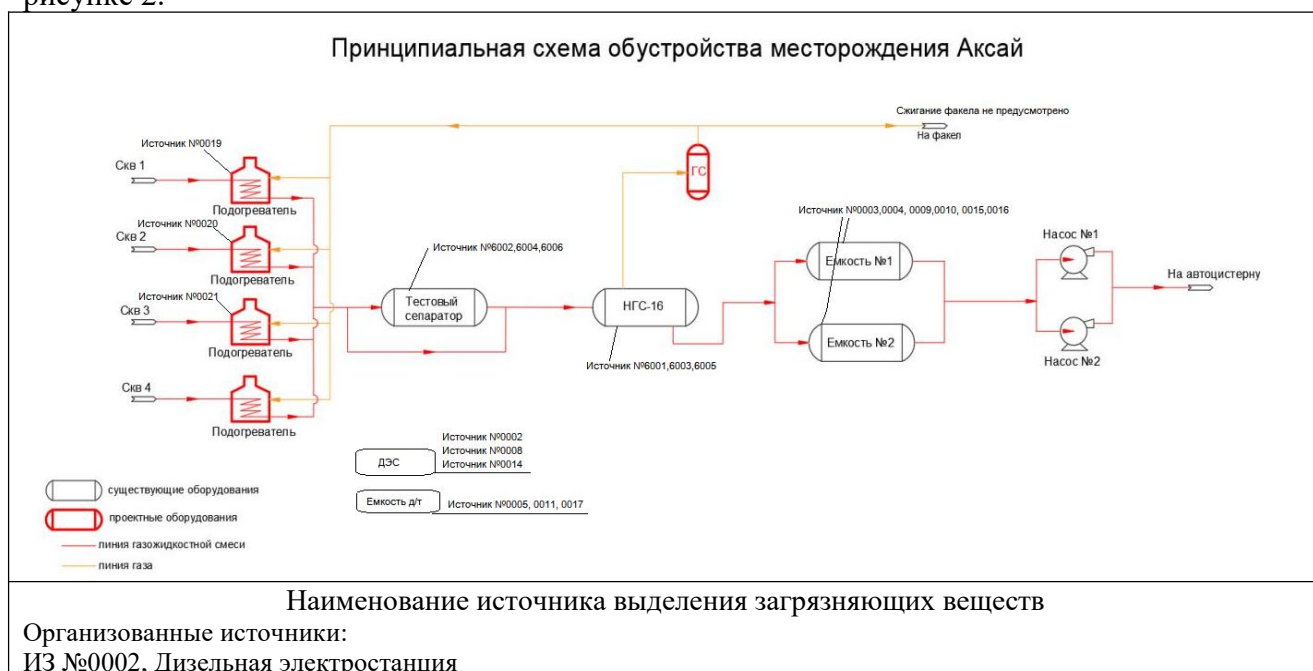 рисунке 2.
Принципиальная схема обустройства месторождения Аксай
Сжигание факела не предусмотрено
На факел
Источник №0019
Скв 1
Подогреватель
ГС
Источник №0020
Скв 2
Подогреватель
Источник №6002,6004,6006
Источник №0003,0004, 0009,0010, 0015,0016
Насос №1
Емкость №1
На автоцистерну
Источник №0021
Скв 3
Подогреватель
Тестовый
сепаратор
НГС-16
Емкость №2
Насос №2
Источник №6001,6003,6005
Скв 4
Подогреватель
ДЭС
Источник №0002
Источник №0008
Источник №0014
Емкость д/т
Источник №0005, 0011, 0017
существующие оборудования
проектные оборудования
линия газожидкостной смеси
линия газа
Наименование источника выделения загрязняющих веществ
Организованные источники:
ИЗ №0002, Дизельная электростанция